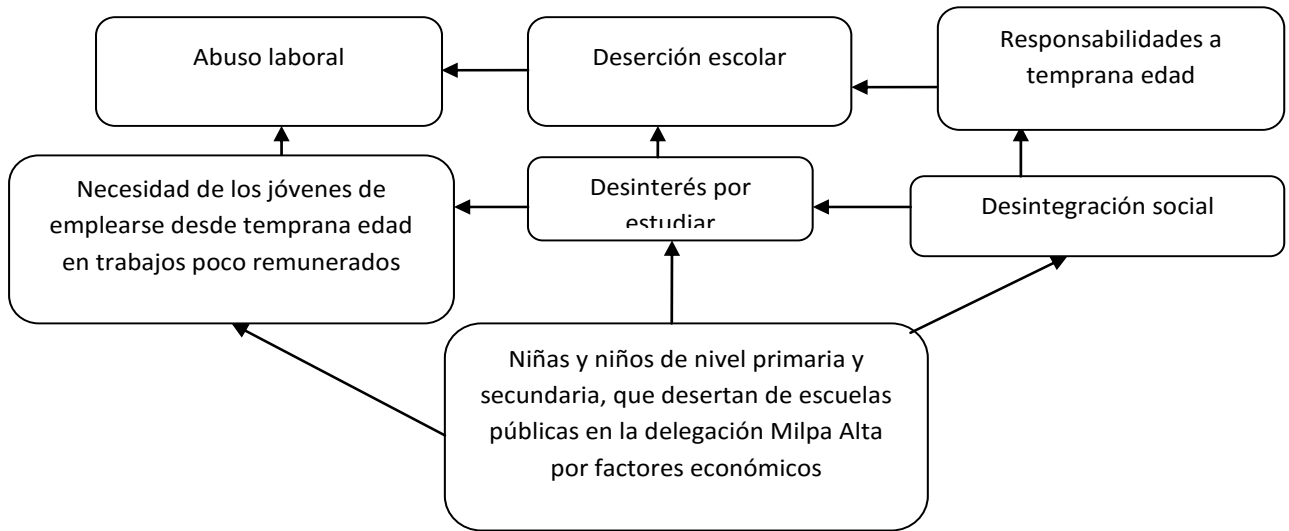 Abuso laboral
Deserción escolar
Responsabilidades a
temprana edad
Necesidad de los jóvenes de
emplearse desde temprana edad
en trabajos poco remunerados
Desinterés por
estudiar
Desintegración social
Niñas y niños de nivel primaria y
secundaria, que desertan de escuelas
públicas en la delegación Milpa Alta
por factores económicos